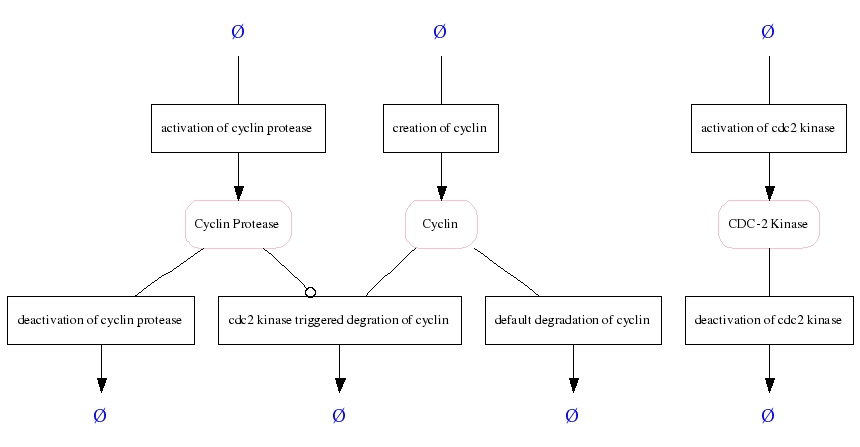 Ø Ø Ø
activation of cyclin protease
creation of cyclin
activation of cdc2 kinase
Cyclin Protease
Cyclin
CDC-2 Kinase
deactivation of cyclin protease
cdc2 kinase triggered degration of cyclin
default degradation of cyclin
deactivation of cdc2 kinase
Ø Ø Ø Ø